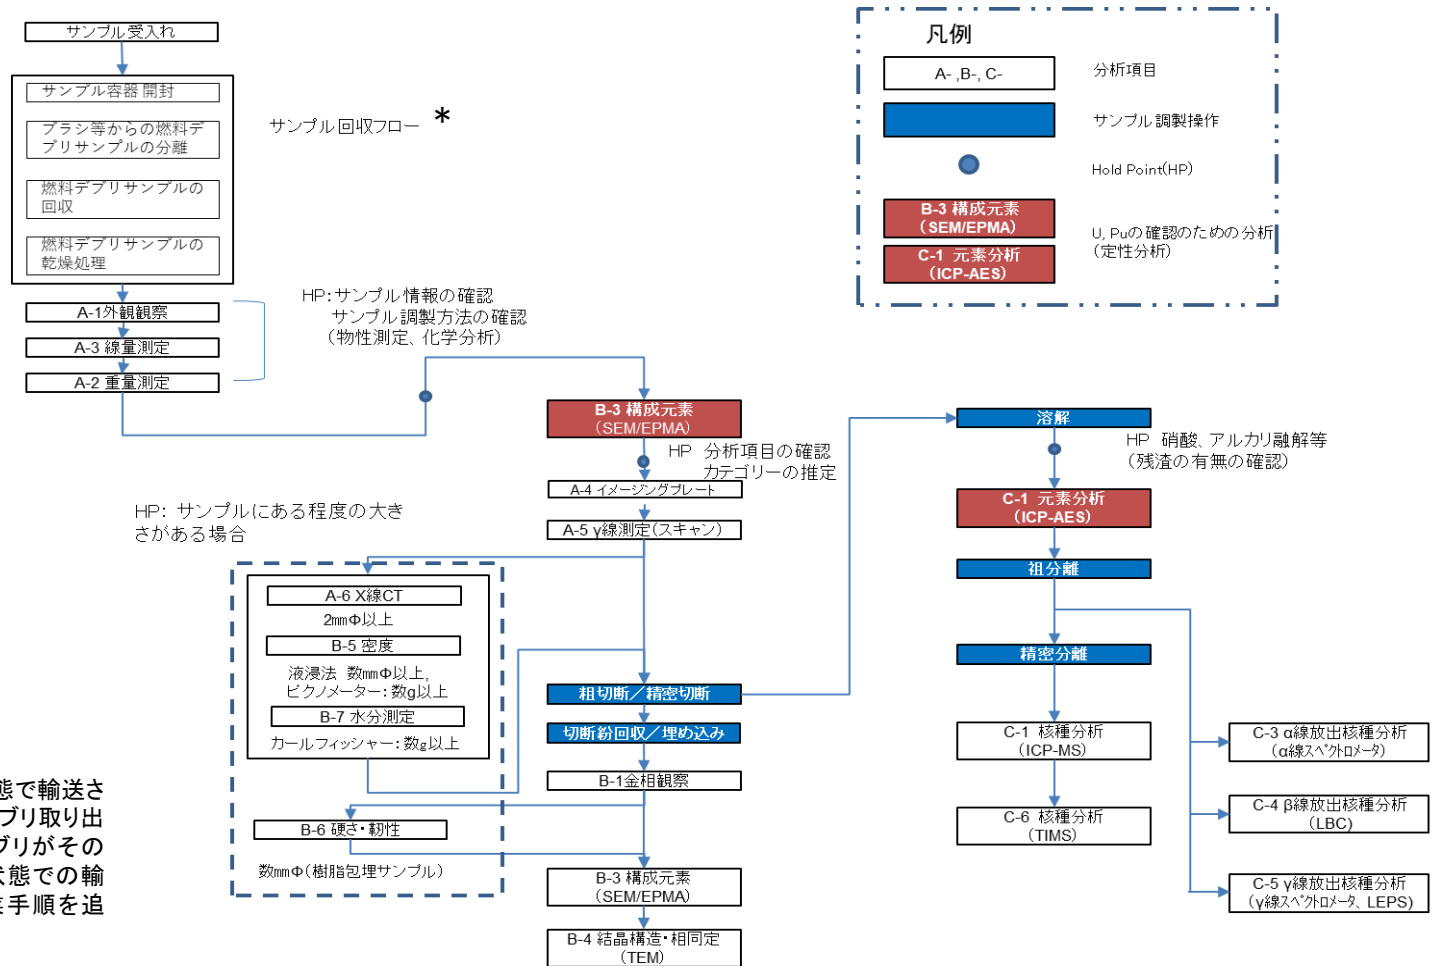 サンプル受入れ
サンプル容器 開封
ブラシ等からの燃料デ
ブリサンプルの分離
燃料デブリサンプルの
回収
燃料デブリサンプルの
乾燥処理
サンプル回収フロー *
A-1外観観察
A-3 線量測定
A-2 重量測定
HP:サンプル情報の確認
サンプル調製方法の確認
(物性測定、化学分析)
凡例
A- ,B-, C-
分析項目
サンプル調製操作
Hold Point(HP)
B-3 構成元素
(SEM/EPMA)
C-1 元素分析
(ICP-AES)
U, Puの確認のための分析
(定性分析)
B-3 構成元素
(SEM/EPMA)
HP 分析項目の確認
カテゴリーの推定
A-4 イメージングプレート
A-5 γ線測定(スキャン)
HP: サンプルにある程度の大き
さがある場合
A-6 X線CT
2mmΦ以上
B-5 密度
液浸法 数mmΦ以上,
ピクノメーター: 数g以上
B-7 水分測定
カールフィッシャー: 数g以上
B-6 硬さ・靭性
数mmΦ(樹脂包埋サンプル)
粗切断/精密切断
切断紛回収/埋め込み
B-1金相観察
B-3 構成元素
(SEM/EPMA)
B-4 結晶構造・相同定
(TEM)
溶解
HP 硝酸、アルカリ融解等
(残渣の有無の確認)
C-1 元素分析
(ICP-AES)
祖分離
精密分離
C-1 核種分析
(ICP-MS)
C-6 核種分析
(TIMS)
C-3 α線放出核種分析
(α線スペクトロメータ)
C-4 β線放出核種分析
(LBC)
C-5 γ線放出核種分析
(γ線スペクトロメータ、LEPS)
態で輸送さ
ブリ取り出
ブリがその
状態での輸
業手順を追